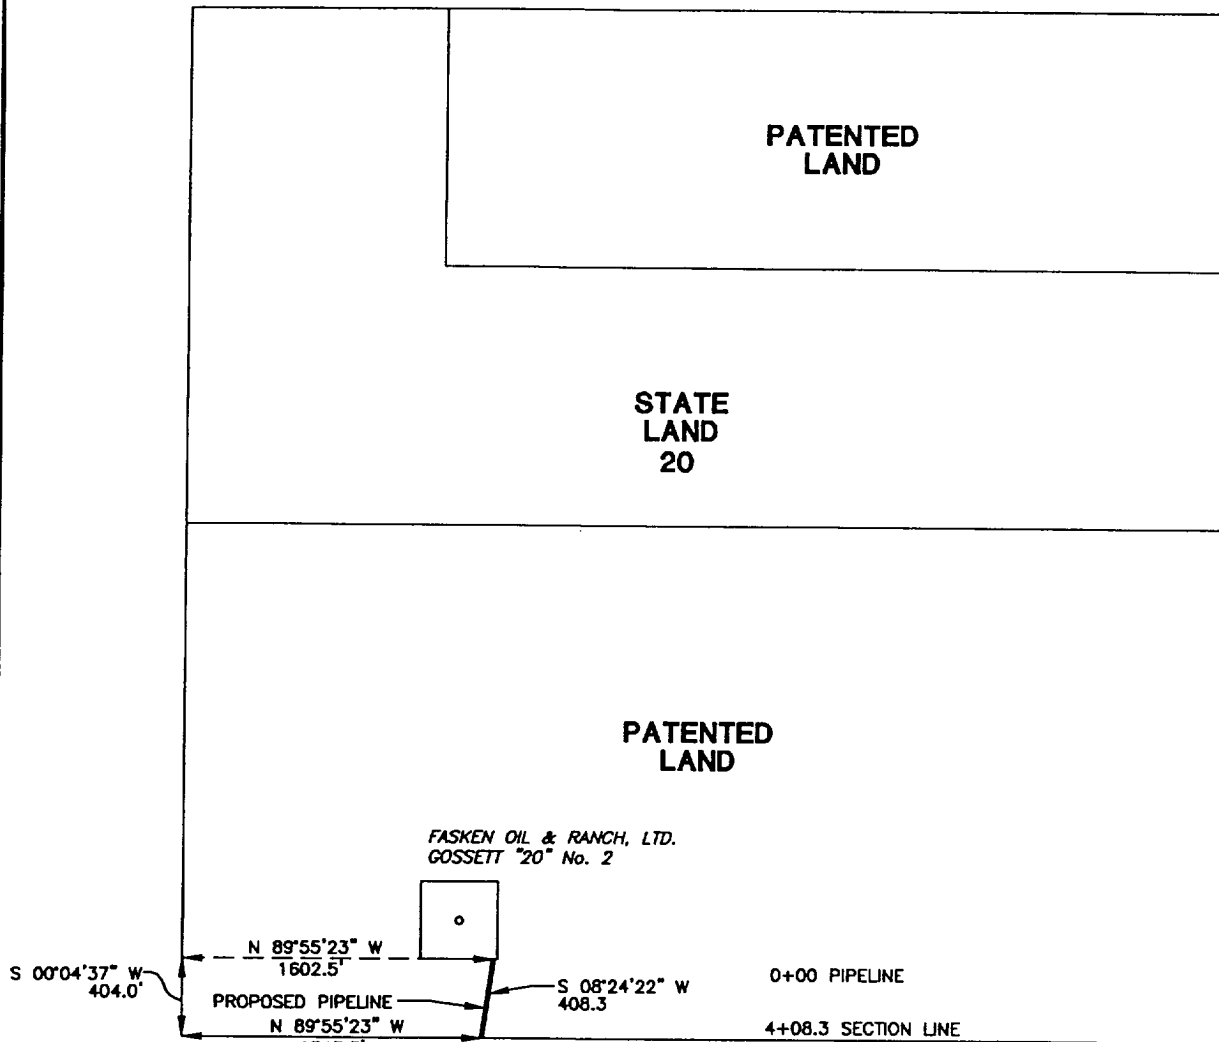 PATENTED
LAND
STATE
LAND
20
PATENTED
LAND
FASKEN OIL & RANCH, LTD.
GOSSETT "20" No. 2
N 89°55'23" W
1602.5'
S 00°04'37" W
404.0'
PROPOSED PIPELINE
S 08°24'22" W
408.3
0+00 PIPELINE
N 89°55'23" W
4+08.3 SECTION LINE